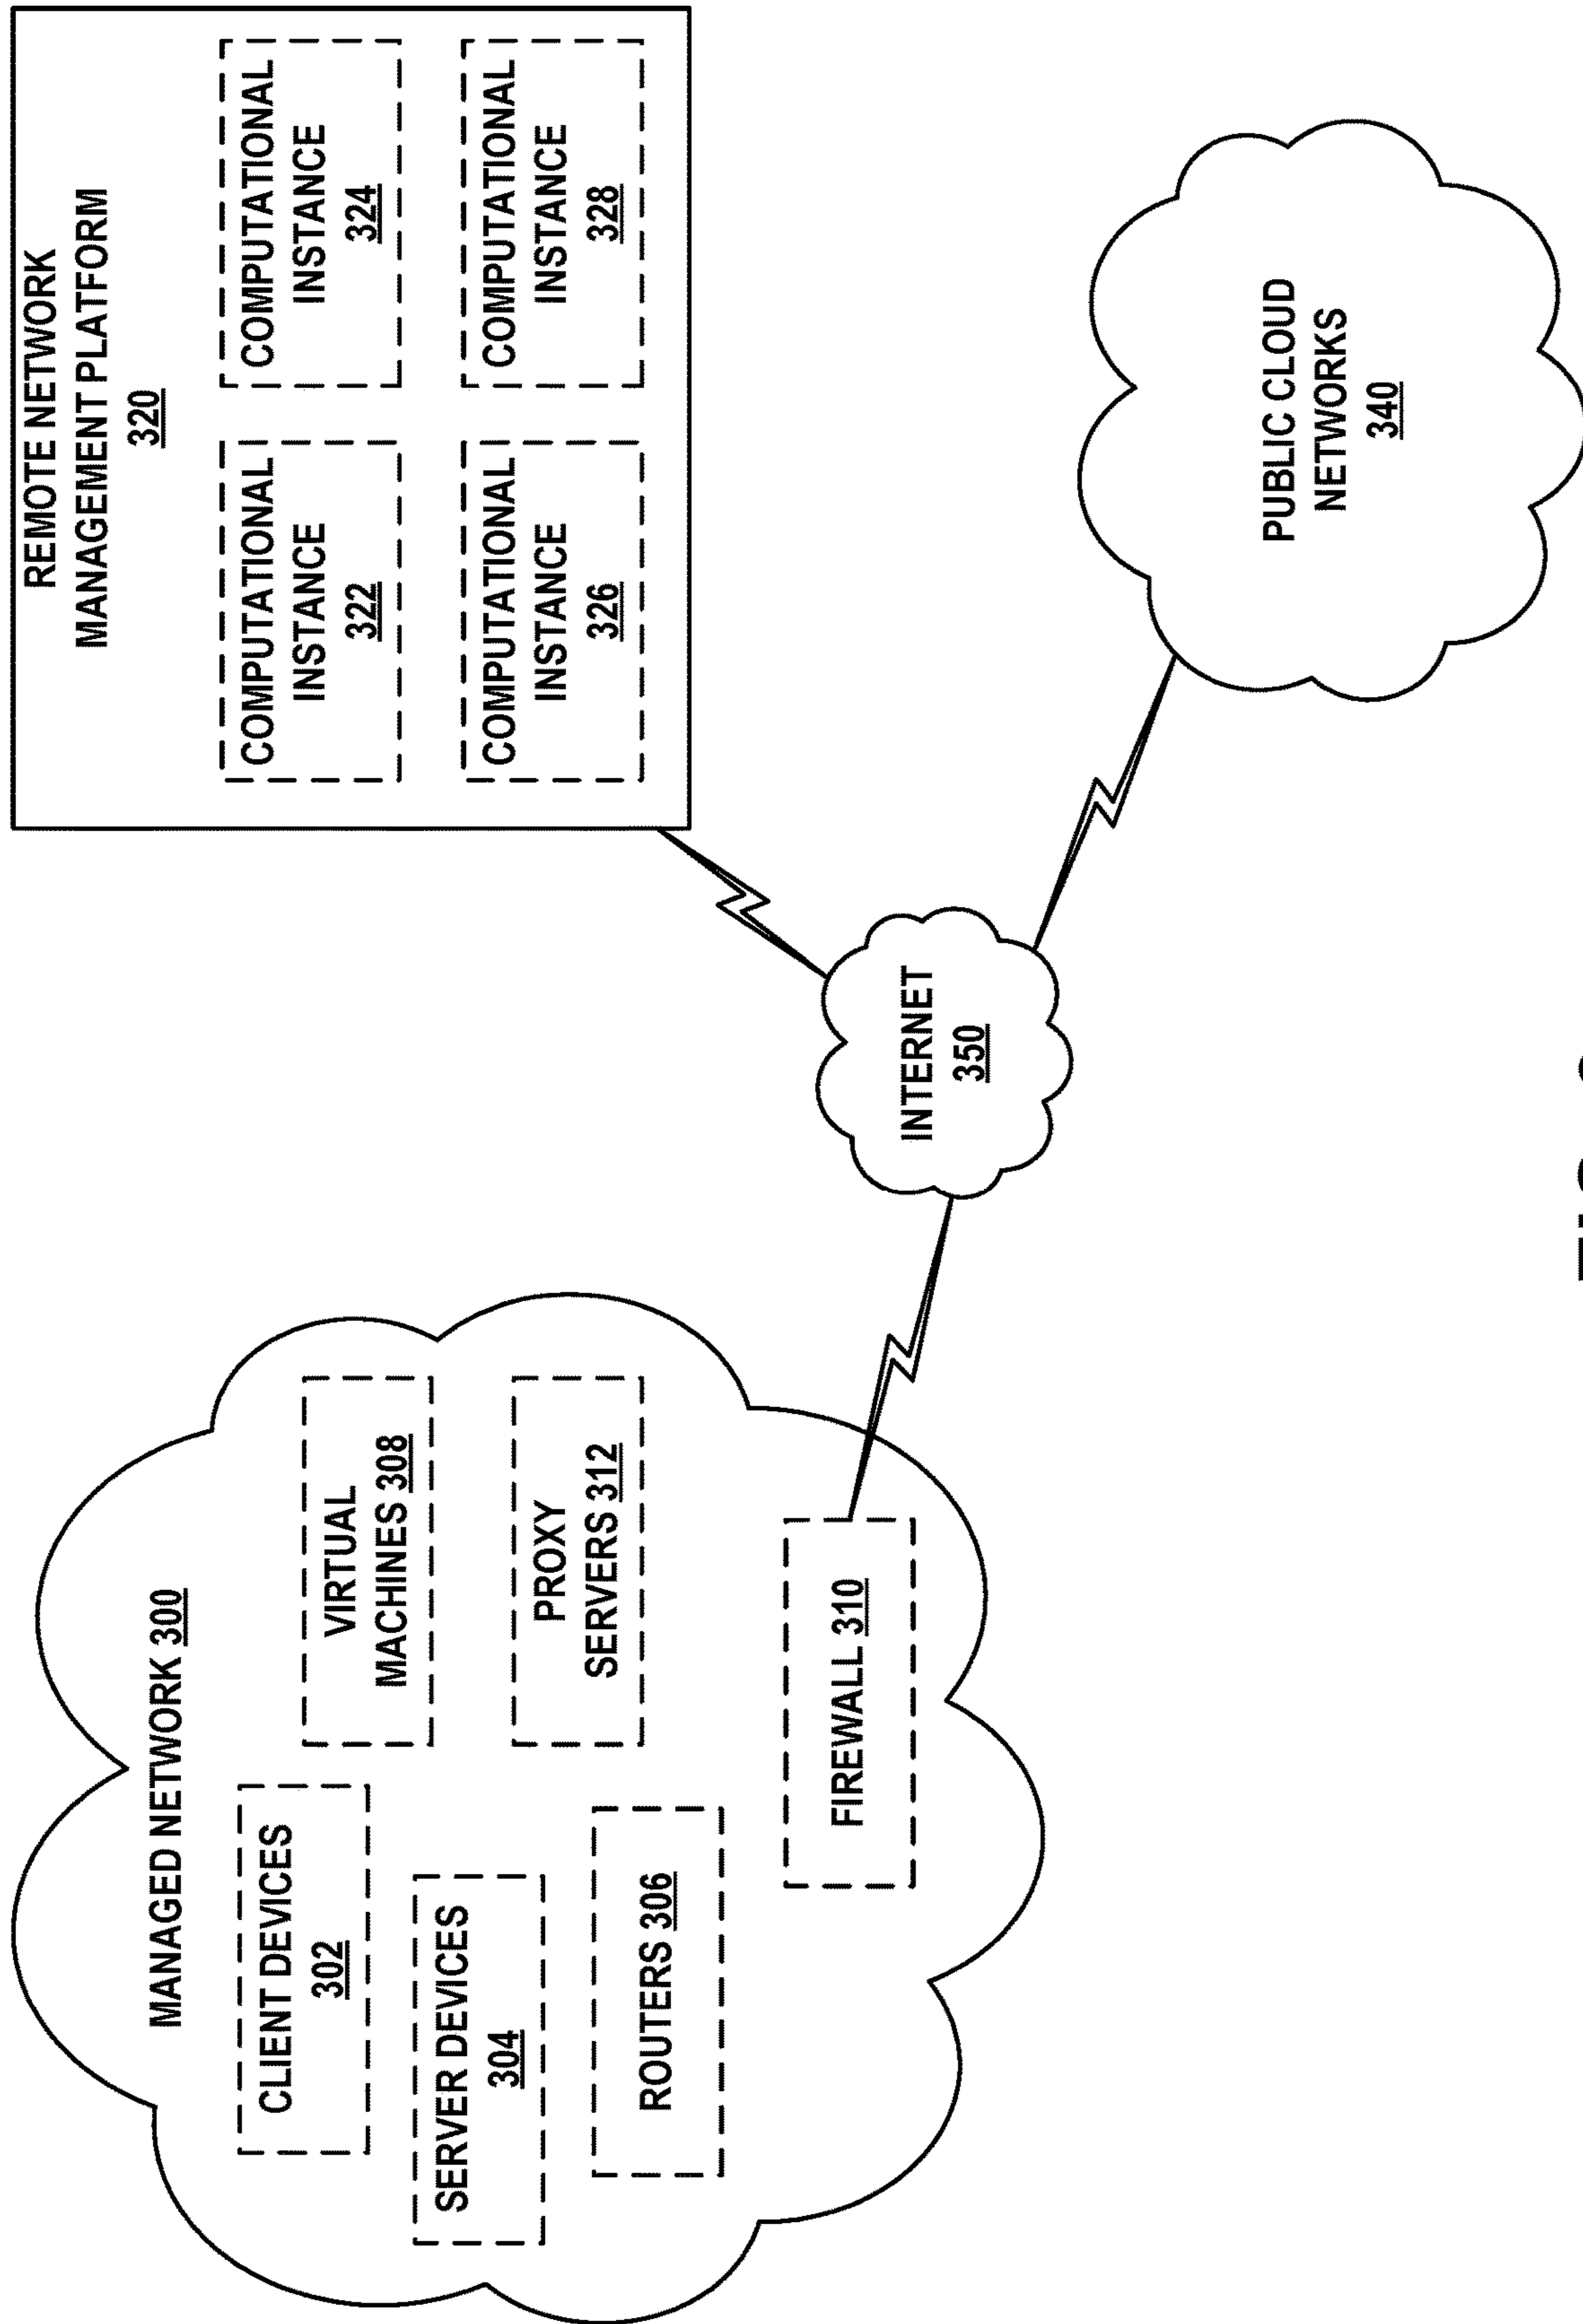 MANAGED NETWORK 300
CLIENT DEVICES
302
VIRTUAL
MACHINES 308
SERVER DEVICES
304
PROXY
SERVERS 312
ROUTERS 306
FIREWALL 310
INTERNET
350
REMOTE NETWORK
MANAGEMENT PLATFORM
320
COMPUTATIONAL
INSTANCE
322
COMPUTATIONAL
INSTANCE
324
COMPUTATIONAL
INSTANCE
326
COMPUTATIONAL
INSTANCE
328
PUBLIC CLOUD
NETWORKS
340